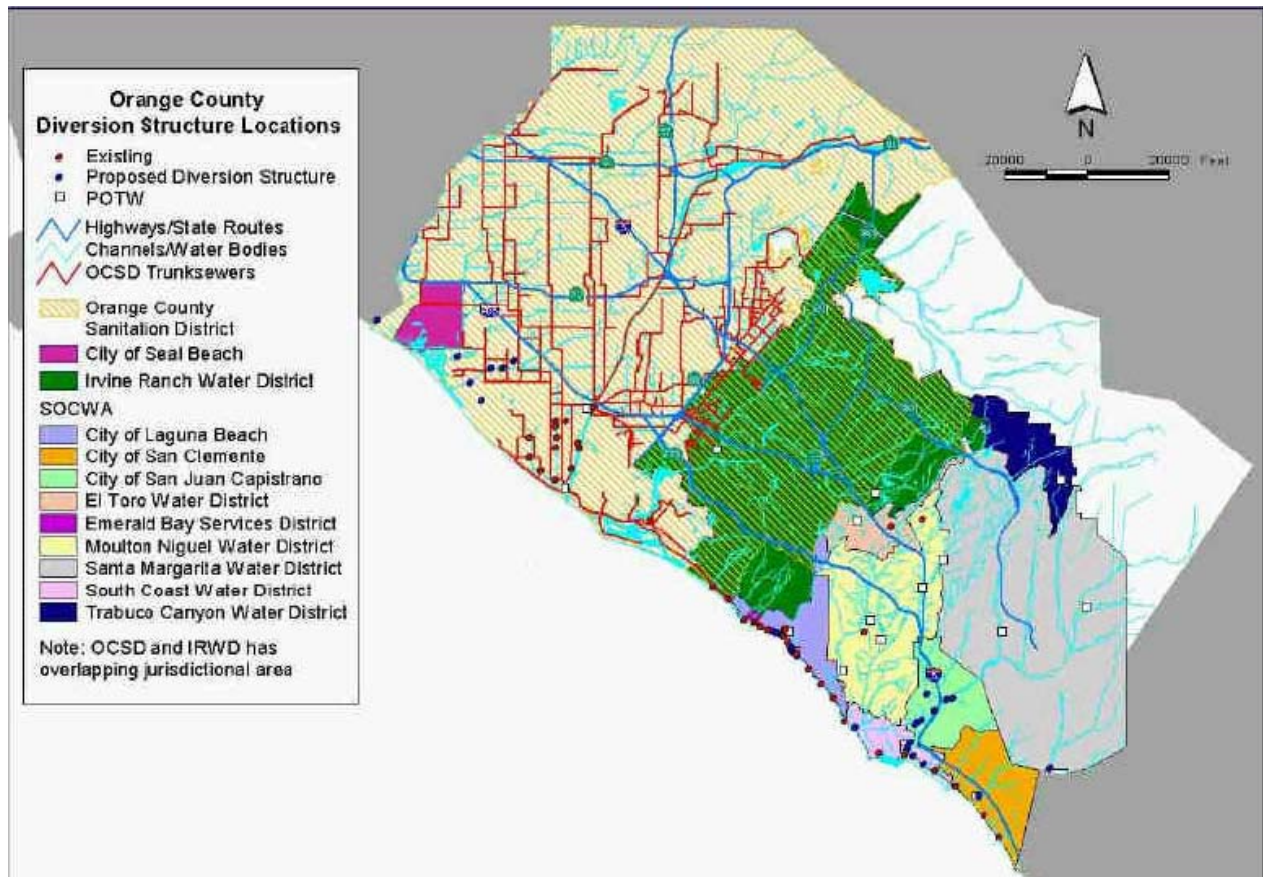 Orange County
Diversion Structure Locations
Existing
Proposed Diversion Structure
POTW
Highways/State Routes
Channels/Water Bodies
OCSD Trunksewers
Orange County
Sanitation District
City of Seal Beach
Irvine Ranch Water District
SOCWA
City of Laguna Beach
City of San Clemente
City of San Juan Capistrano
El Toro Water District
Emerald Bay Services District
Moulton Niguel Water District
Santa Margarita Water District
South Coast Water District
Trabuco Canyon Water District
Note: OCSD and IRWD has
overlapping jurisdictional area
N
20000 0 20000 Feet